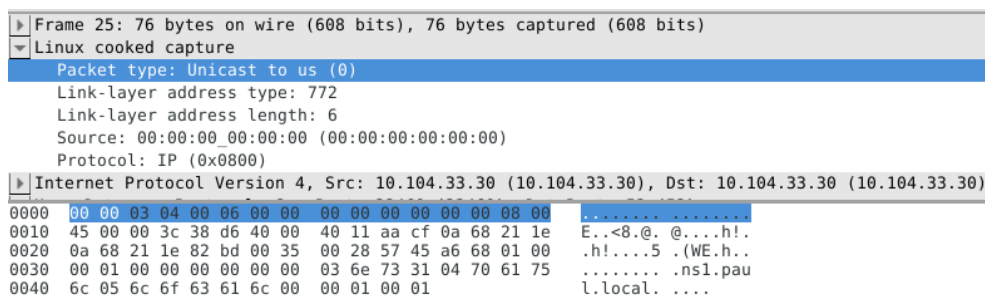 Frame 25: 76 bytes on wire (608 bits), 76 bytes captured (608 bits)
Linux cooked capture
Packet type: Unicast to us (0)
Link-layer address type: 772
Link-layer address length: 6
Source: 00:00:00_00:00:00 (00:00:00:00:00:00)
Protocol: IP (0x0800)
Internet Protocol Version 4, Src: 10.104.33.30 (10.104.33.30), Dst: 10.104.33.30 (10.104.33.30)
0000 00 00 03 04 00 06 00 00 00 00 00 00 00 00 08 00 ........ ........
0010 45 00 00 3c 38 d6 40 00 40 11 aa cf 0a 68 21 1e E..<8.@. @....h!.
0020 0a 68 21 1e 82 bd 00 35 00 28 57 45 a6 68 01 00 .h!....5 .(WE.h..
0030 00 01 00 00 00 00 00 00 03 6e 73 31 04 70 61 75 ........ .ns1.pau
0040 6c 05 6c 6f 63 61 6c 00 00 01 00 01 l.local. ....